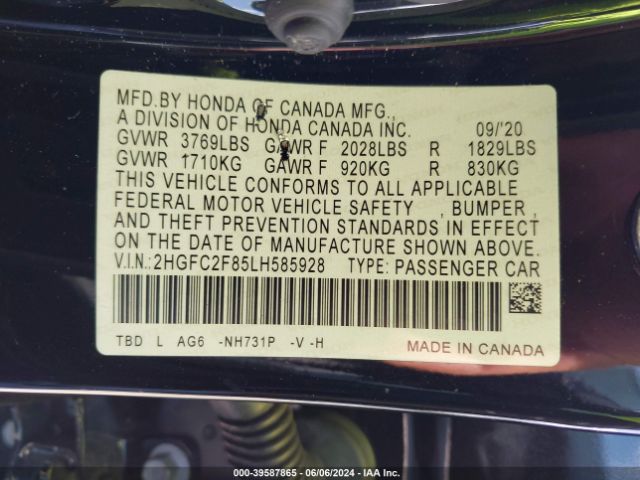 MFD.BY HONDA OF CANADA MFG.,
A DIVISION OF HONDA CANADA INC. 09/'20
GVWR 3769LBS GAWR F 2028LBS R 1829LBS
GVWR 1710KG GAWR F 920KG R 830KG
THIS VEHICLE CONFORMS TO ALL APPLICABLE
FEDERAL MOTOR VEHICLE SAFETY , BUMPER ,
AND THEFT PREVENTION STANDARDS IN EFFECT
ON THE DATE OF MANUFACTURE SHOWN ABOVE.
V.I.N.:2HGFC2F85LH585928 TYPE: PASSENGER CAR
TBD L AG6 -NH731P -V -H MADE IN CANADA
000-39587865 | 06/06/2024 | IAA Inc.